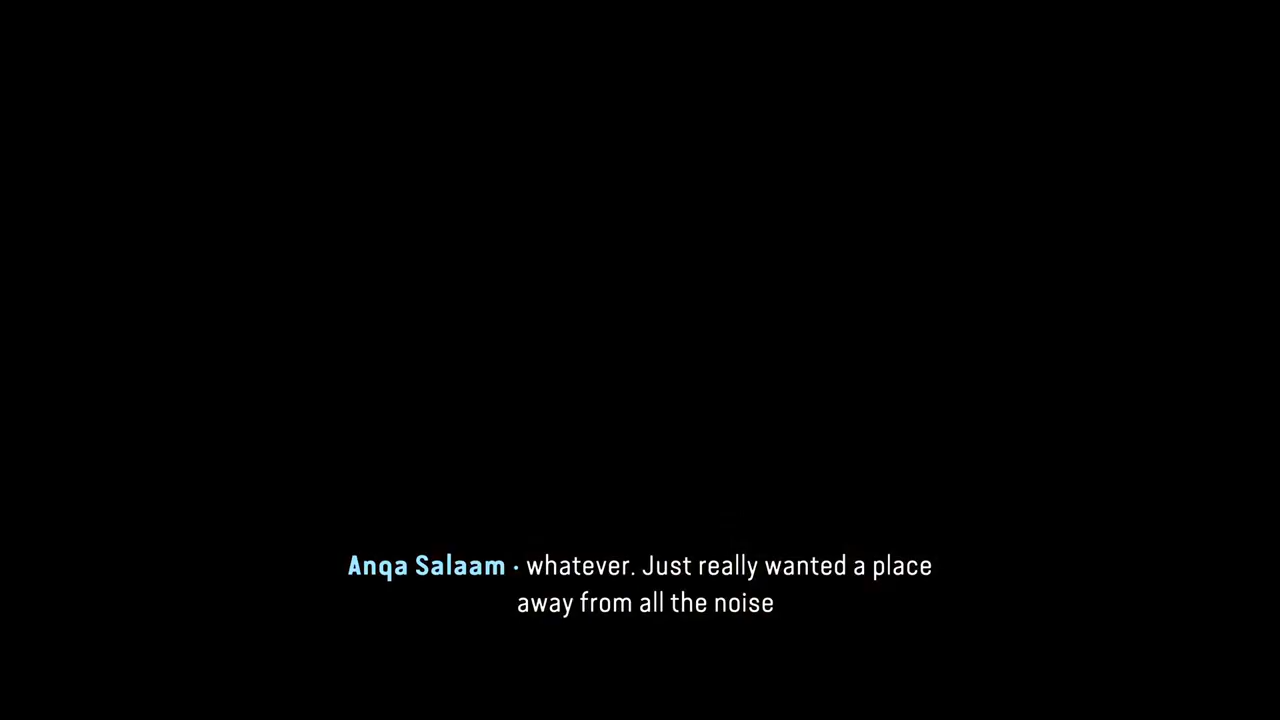 Anqa Salaam • whatever. Just really wanted a place
away from all the noise